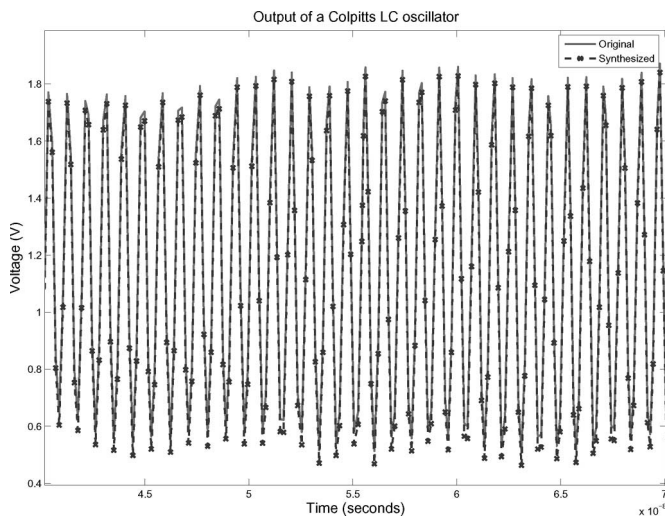 Output of a Colpitts LC oscillator
Original
Synthesized
Voltage (V)
1.8
1.6
1.4
1.2
1
0.8
0.6
0.4
4.5
5
5.5
6
6.5
7
Time (seconds)